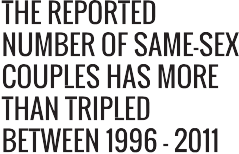 THE REPORTED
NUMBER OF SAME-SEX
COUPLES HAS MORE
THAN TRIPLED
BETWEEN 1996 - 2011